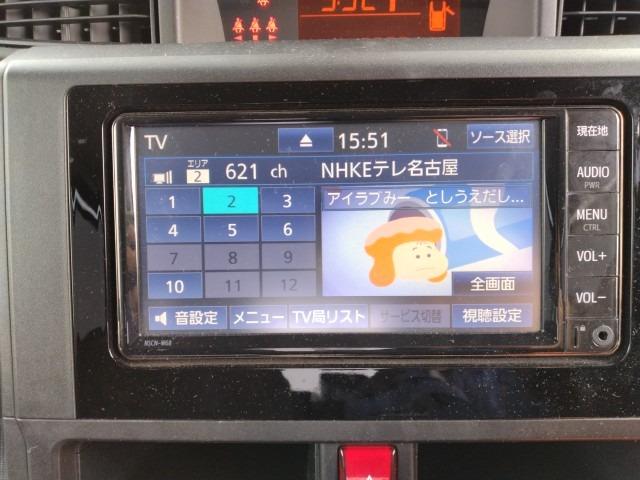 TV
15:51
ソース選択
エリア
2
621 ch
NHKEテレ名古屋
1 2 3
アイラブみー としうえだし...
4 5 6
7 8 9
10 11 12
全画面
音設定
メニュー
TV局リスト
サービス切替
視聴設定
NSCN-W68
現在地
AUDIO
PWR
MENU
CTRL
VOL+
VOL−